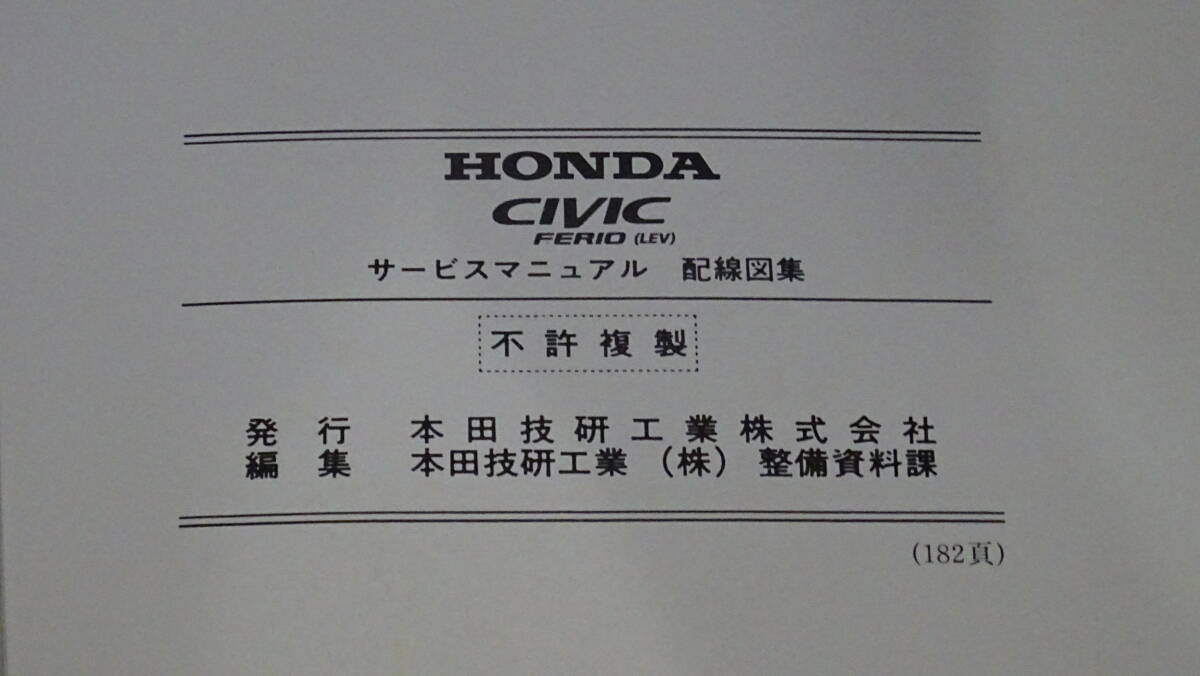 HONDA
CIVIC
FERIO (LEV)
サービスマニュアル 配線図集
不許複製
発行 本田技研工業株式会社
編集 本田技研工業(株)整備資料課
(182頁)